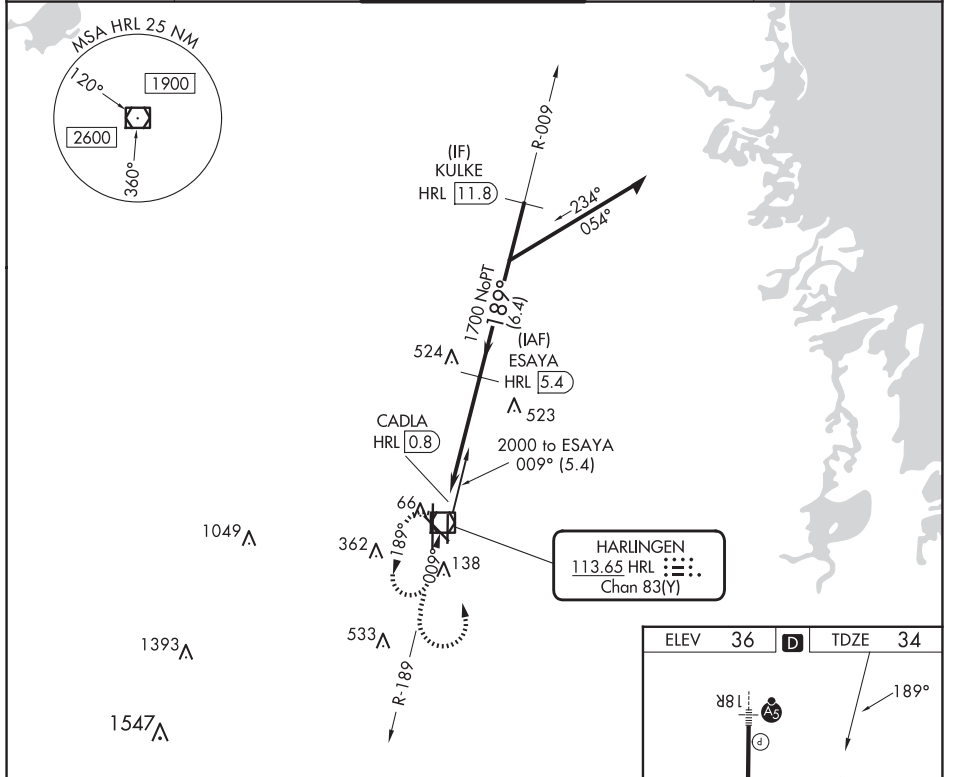 MSA HRL 25 NM
120°
1900
2600
360°
R-009
(IF)
KULKE
HRL 11.8
234°
054°
1700 NoPT
189°
(6.4)
(IAF)
ESAYA
HRL 5.4
524
523
CADLA
HRL 0.8
2000 to ESAYA
009° (5.4)
66
1049
362
189°
009°
138
HARLINGEN
113.65 HRL
Chan 83(Y)
533
1393
R-189
1547
ELEV 36 D TDZE 34
189°
18R
A5
P